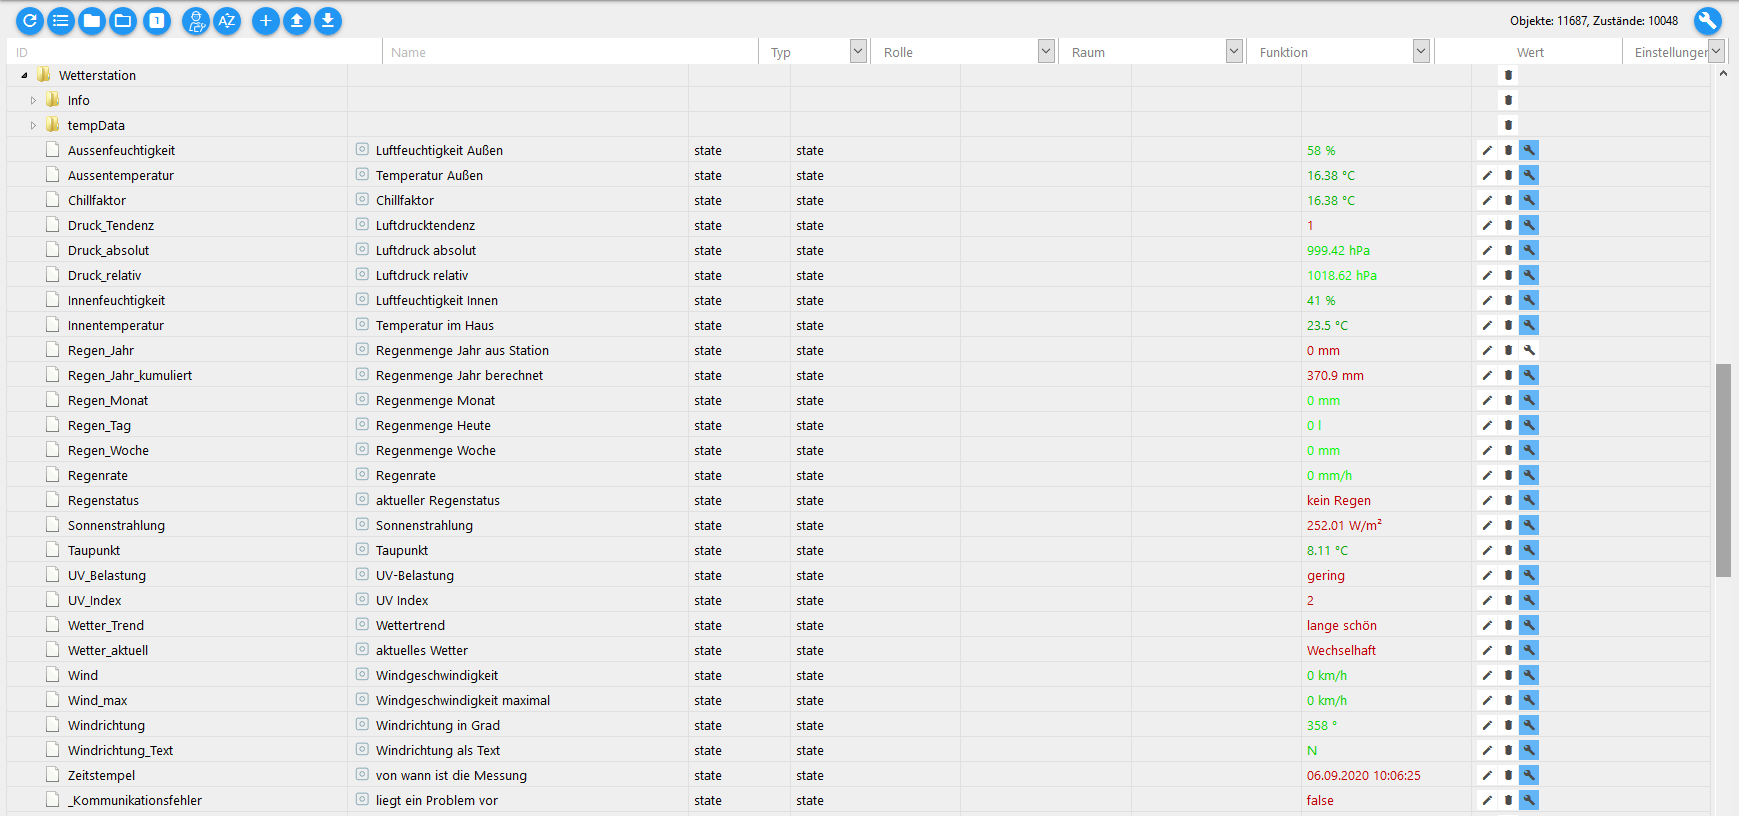 1 AZ Objekte: 11687, Zustände: 10048
ID Name Typ Rolle Raum Funktion Wert Einstellungen
Wetterstation
Info
tempData
Aussenfeuchtigkeit Luftfeuchtigkeit Außen state state 58 %
Aussentemperatur Temperatur Außen state state 16.38 °C
Chillfaktor Chillfaktor state state 16.38 °C
Druck_Tendenz Luftdrucktendenz state state 1
Druck_absolut Luftdruck absolut state state 999.42 hPa
Druck_relativ Luftdruck relativ state state 1018.62 hPa
Innenfeuchtigkeit Luftfeuchtigkeit Innen state state 41 %
Innentemperatur Temperatur im Haus state state 23.5 °C
Regen_Jahr Regenmenge Jahr aus Station state state 0 mm
Regen_Jahr_kumuliert Regenmenge Jahr berechnet state state 370.9 mm
Regen_Monat Regenmenge Monat state state 0 mm
Regen_Tag Regenmenge Heute state state 0 l
Regen_Woche Regenmenge Woche state state 0 mm
Regenrate Regenrate state state 0 mm/h
Regenstatus aktueller Regenstatus state state kein Regen
Sonnenstrahlung Sonnenstrahlung state state 252.01 W/m²
Taupunkt Taupunkt state state 8.11 °C
UV_Belastung UV-Belastung state state gering
UV_Index UV Index state state 2
Wetter_Trend Wettertrend state state lange schön
Wetter_aktuell aktuelles Wetter state state Wechselhaft
Wind Windgeschwindigkeit state state 0 km/h
Wind_max Windgeschwindigkeit maximal state state 0 km/h
Windrichtung Windrichtung in Grad state state 358 °
Windrichtung_Text Windrichtung als Text state state N
Zeitstempel von wann ist die Messung state state 06.09.2020 10:06:25
_Kommunikationsfehler liegt ein Problem vor state state false